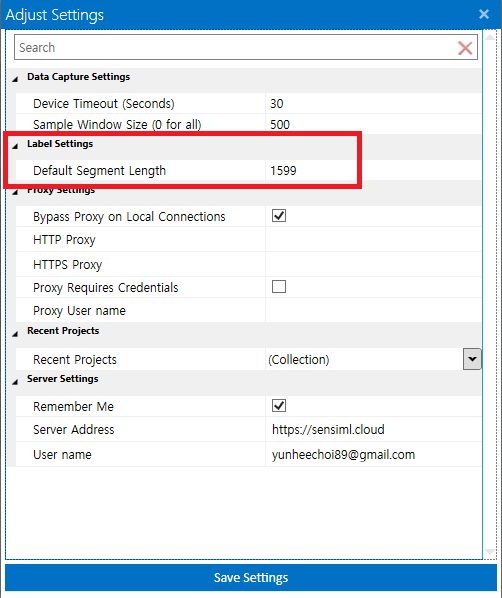 Adjust Settings
Search
Data Capture Settings
Device Timeout (Seconds) 30
Sample Window Size (0 for all) 500
Label Settings
Default Segment Length 1599
Proxy Settings
Bypass Proxy on Local Connections
HTTP Proxy
HTTPS Proxy
Proxy Requires Credentials
Proxy User name
Recent Projects
Recent Projects (Collection)
Server Settings
Remember Me
Server Address https://sensiml.cloud
User name yunheechoi89@gmail.com
Save Settings